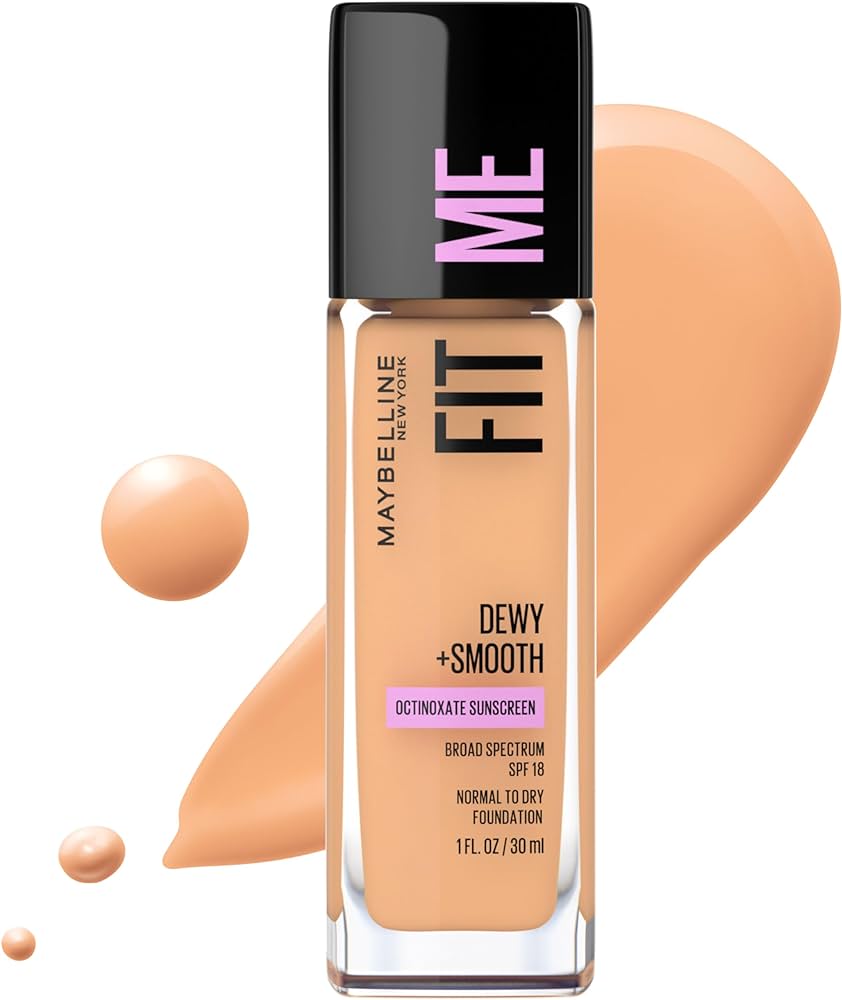 FIT ME
MAYBELLINE
NEW YORK
DEWY
+SMOOTH
OCTINOXATE SUNSCREEN
BROAD SPECTRUM
SPF 18
NORMAL TO DRY
FOUNDATION
1 FL. OZ / 30 ml